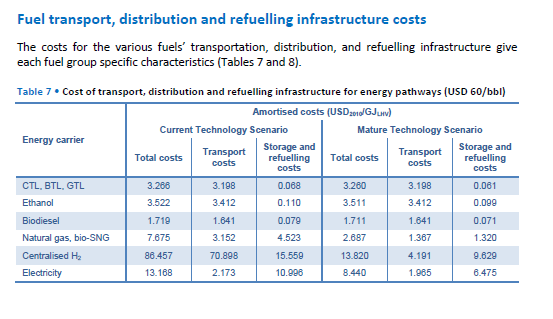 Fuel transport, distribution and refuelling infrastructure costs
The costs for the various fuels' transportation, distribution, and refuelling infrastructure give
each fuel group specific characteristics (Tables 7 and 8).
Table 7 • Cost of transport, distribution and refuelling infrastructure for energy pathways (USD 60/bbl)
Amortised costs (USD2010/GJLHV)
Energy carrier
Current Technology Scenario Mature Technology Scenario
Total costs Transport costs Storage and refuelling costs Total costs Transport costs Storage and refuelling costs
CTL, BTL, GTL 3.266 3.198 0.068 3.260 3.198 0.061
Ethanol 3.522 3.412 0.110 3.511 3.412 0.099
Biodiesel 1.719 1.641 0.079 1.711 1.641 0.071
Natural gas, bio-SNG 7.675 3.152 4.523 2.687 1.367 1.320
Centralised H2 86.457 70.898 15.559 13.820 4.191 9.629
Electricity 13.168 2.173 10.996 8.440 1.965 6.475